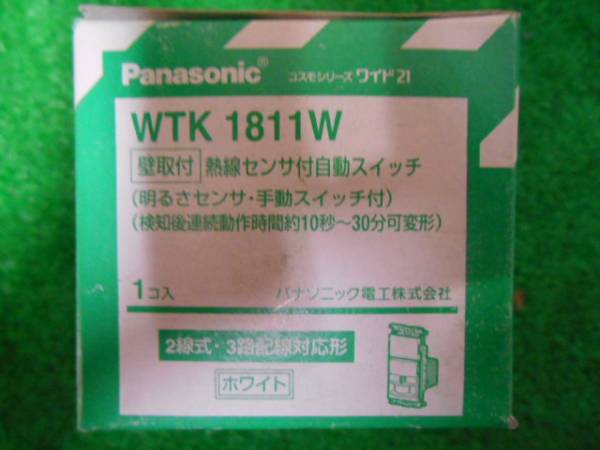 Panasonic® コスモシリーズ ワイド21
WTK 1811W
壁取付 熱線センサ付自動スイッチ
(明るさセンサ・手動スイッチ付)
(検知後連続動作時間約10秒～30分可変形)
1コ入 パナソニック電工株式会社
2線式・3路配線対応形
ホワイト